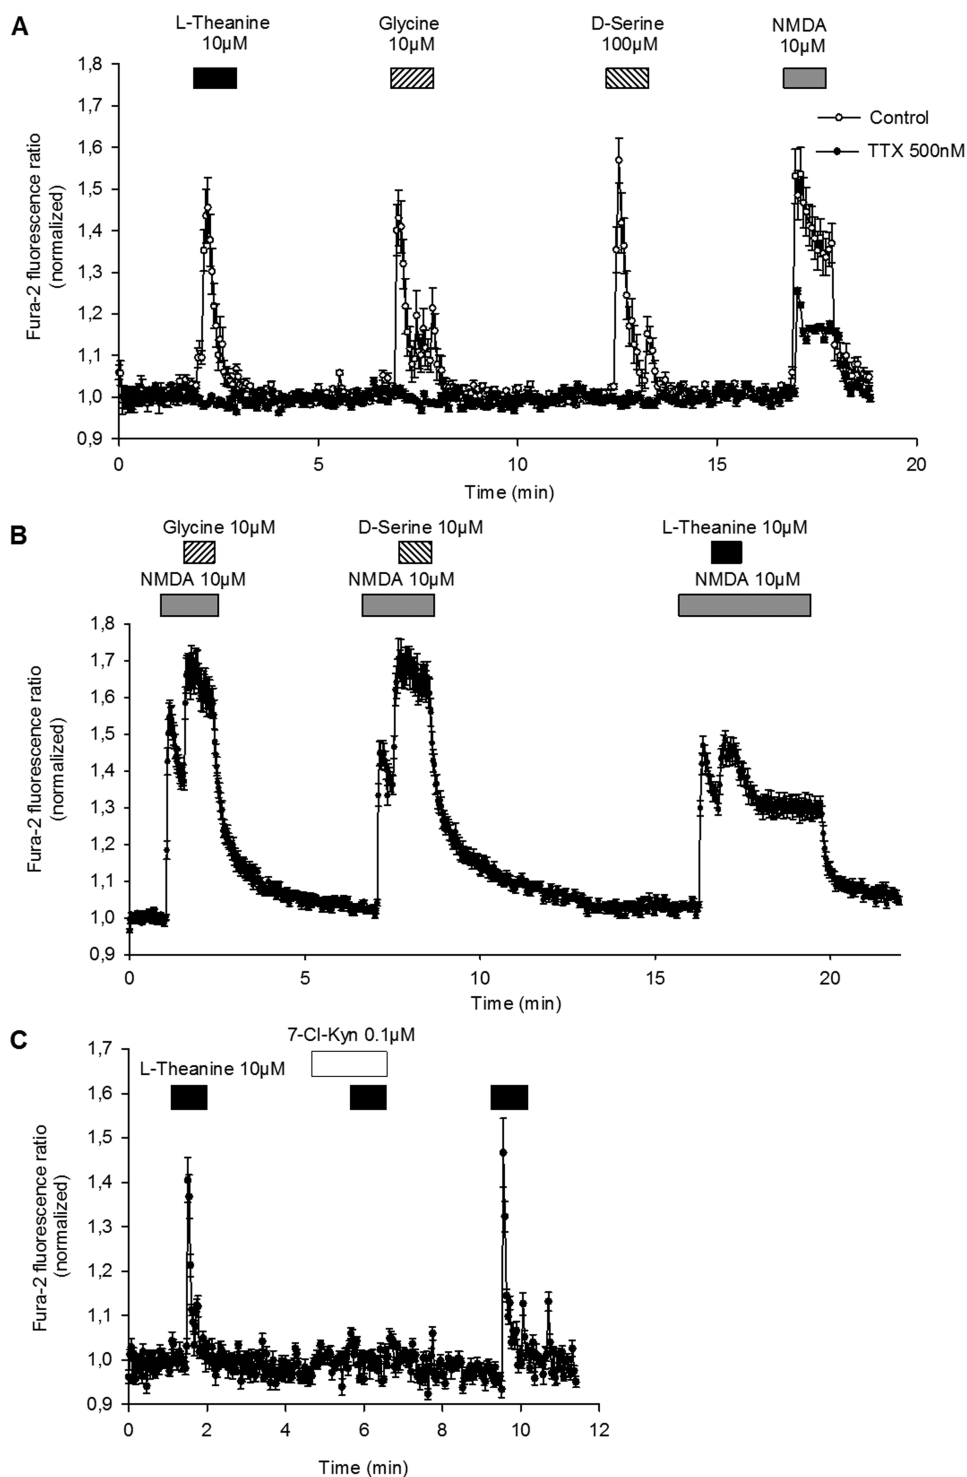 A
L-Theanine
10µM
Glycine
10µM
D-Serine
100µM
NMDA
10µM
Control
TTX 500nM
1,8
1,7
1,6
1,5
1,4
1,3
1,2
1,1
1,0
0,9
Fura-2 fluorescence ratio
(normalized)
0 5 10 15 20
Time (min)
B
Glycine 10µM
D-Serine 10µM
L-Theanine 10µM
NMDA 10µM
NMDA 10µM
NMDA 10µM
1,8
1,7
1,6
1,5
1,4
1,3
1,2
1,1
1,0
0,9
Fura-2 fluorescence ratio
(normalized)
0 5 10 15 20
Time (min)
C
7-Cl-Kyn 0.1µM
L-Theanine 10µM
1,7
1,6
1,5
1,4
1,3
1,2
1,1
1,0
0,9
Fura-2 fluorescence ratio
(normalized)
0 2 4 6 8 10 12
Time (min)